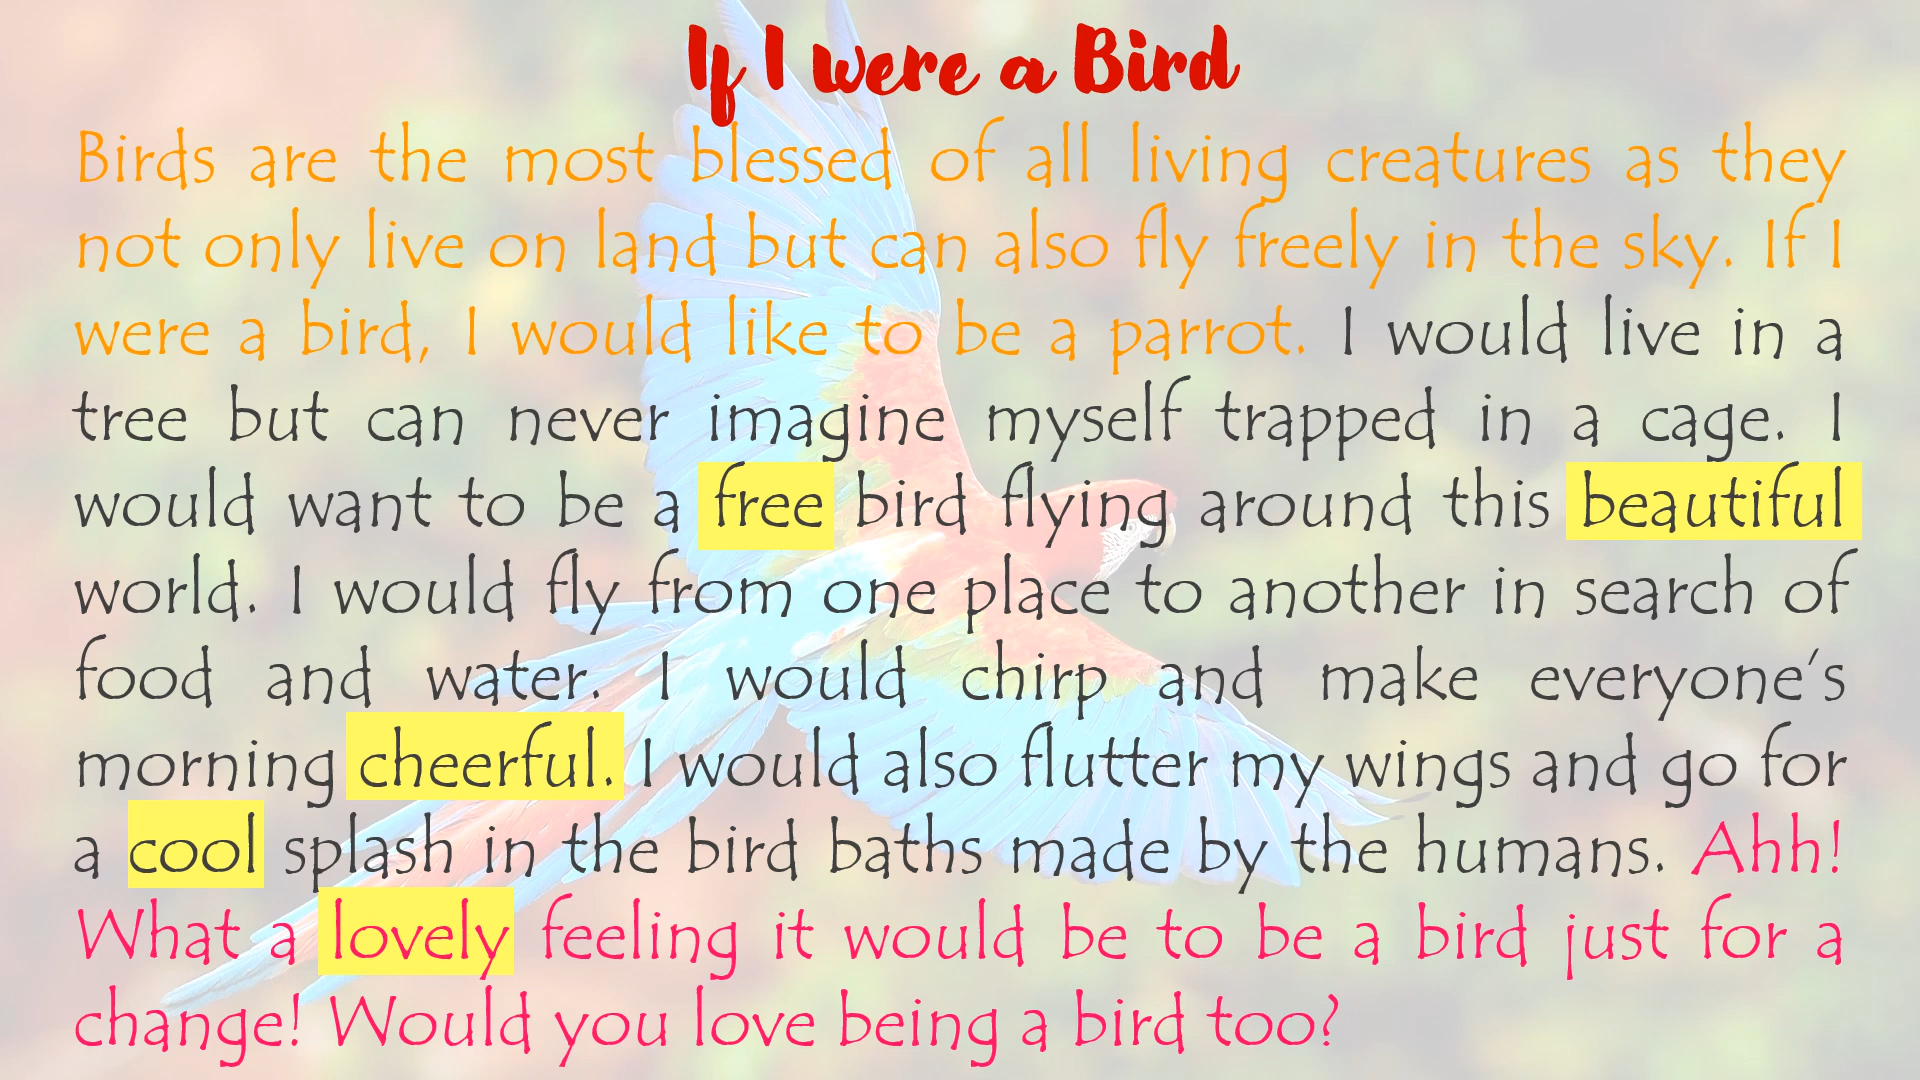 If I were a Bird
Birds are the most blessed of all living creatures as they
not only live on land but can also fly freely in the sky. If I
were a bird, I would like to be a parrot. I would live in a
tree but can never imagine myself trapped in a cage. I
would want to be a free bird flying around this beautiful
world. I would fly from one place to another in search of
food and water. I would chirp and make everyone's
morning cheerful. I would also flutter my wings and go for
a cool splash in the bird baths made by the humans. Ahh!
What a lovely feeling it would be to be a bird just for a
change! Would you love being a bird too?